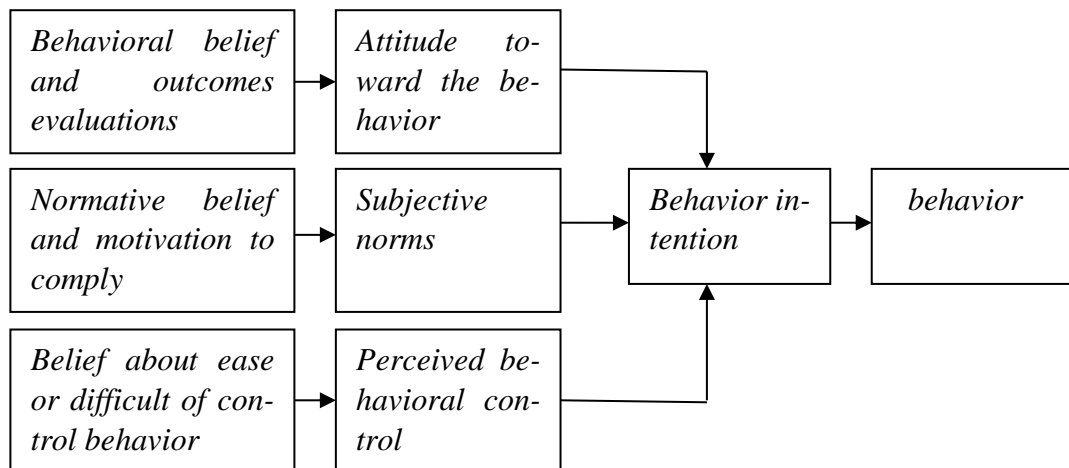 Behavioral belief
and outcomes
evaluations
Attitude to-
ward the be-
havior
Normative belief
and motivation to
comply
Subjective
norms
Behavior in-
tention
behavior
Belief about ease
or difficult of con-
trol behavior
Perceived be-
havioral con-
trol